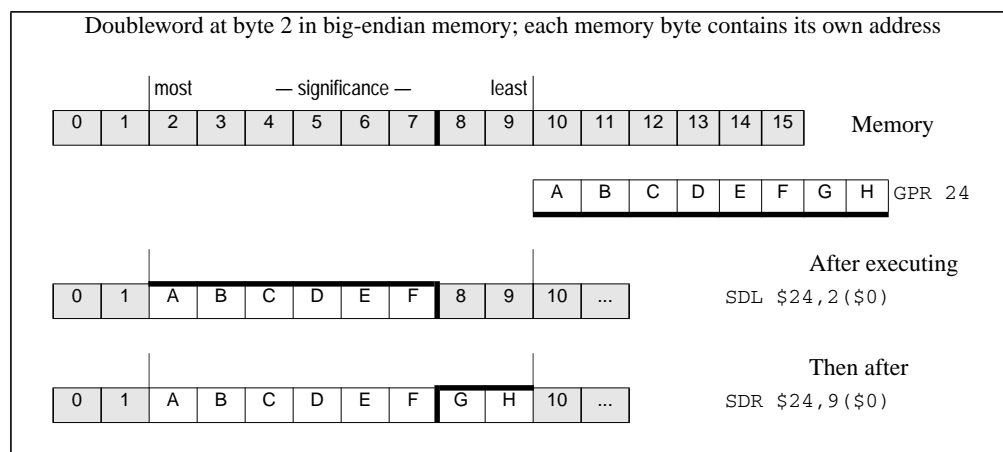 Doubleword at byte 2 in big-endian memory; each memory byte contains its own address
most — significance — least
0 1 2 3 4 5 6 7 8 9 10 11 12 13 14 15 Memory
A B C D E F G H GPR 24
After executing
0 1 A B C D E F 8 9 10 ... SDL $24,2($0)
Then after
0 1 A B C D E F G H 10 ... SDR $24,9($0)